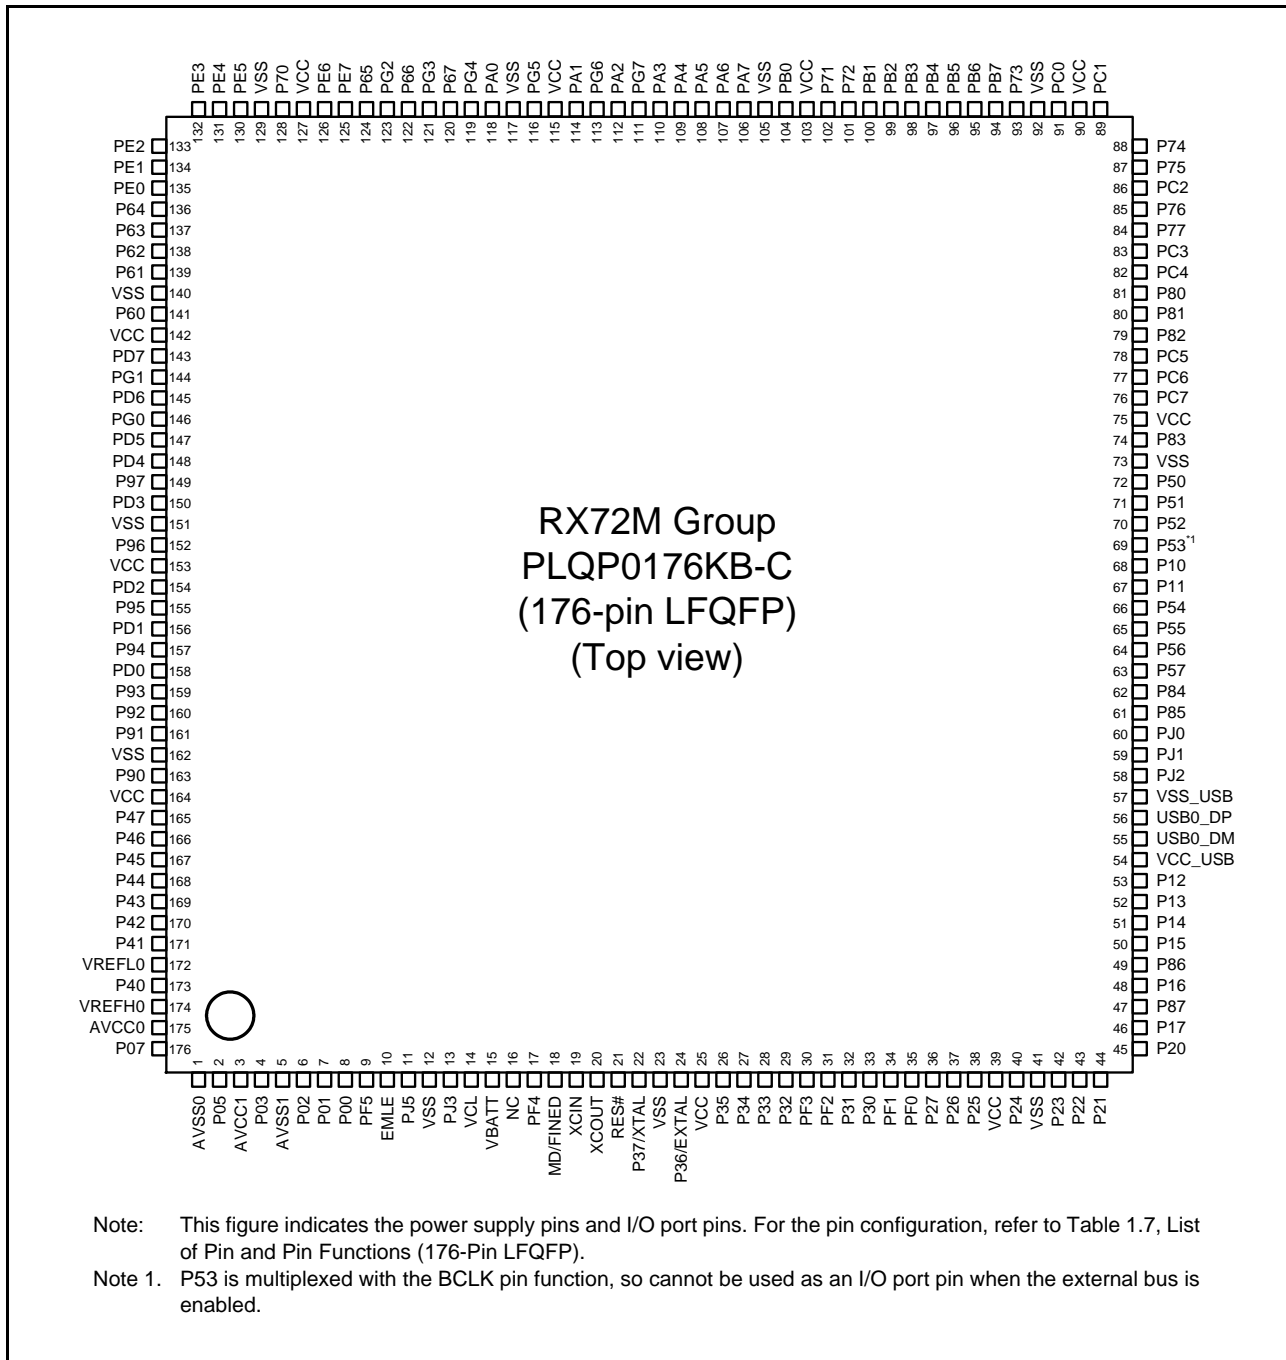 PE3 PE4 PE5 VSS P70 VCC PE6 PE7 P65 PG2 P66 PG3 P67 PG4 PA0 VSS PG5 VCC PA1 PG6 PA2 PG7 PA3 PA4 PA5 PA6 PA7 VSS PB0 VCC P71 P72 PB1 PB2 PB3 PB4 PB5 PB6 PB7 P73 VSS PC0 VCC PC1
132 131 130 129 128 127 126 125 124 123 122 121 120 119 118 117 116 115 114 113 112 111 110 109 108 107 106 105 104 103 102 101 100 99 98 97 96 95 94 93 92 91 90 89
PE2 133 88 P74
PE1 134 87 P75
PE0 135 86 PC2
P64 136 85 P76
P63 137 84 P77
P62 138 83 PC3
P61 139 82 PC4
VSS 140 81 P80
P60 141 80 P81
VCC 142 79 P82
PD7 143 78 PC5
PG1 144 77 PC6
PD6 145 76 PC7
PG0 146 75 VCC
PD5 147 74 P83
PD4 148 73 VSS
P97 149 72 P50
PD3 150 71 P51
VSS 151 70 P52
P96 152 69 P53*1
VCC 153 68 P10
PD2 154 67 P11
P95 155 66 P54
PD1 156 65 P55
P94 157 64 P56
PD0 158 63 P57
P93 159 62 P84
P92 160 61 P85
P91 161 60 PJ0
VSS 162 59 PJ1
P90 163 58 PJ2
VCC 164 57 VSS_USB
P47 165 56 USB0_DP
P46 166 55 USB0_DM
P45 167 54 VCC_USB
P44 168 53 P12
P43 169 52 P13
P42 170 51 P14
P41 171 50 P15
VREFL0 172 49 P86
P40 173 48 P16
VREFH0 174 47 P87
AVCC0 175 46 P17
P07 176 45 P20
RX72M Group
PLQP0176KB-C
(176-pin LFQFP)
(Top view)
1 2 3 4 5 6 7 8 9 10 11 12 13 14 15 16 17 18 19 20 21 22 23 24 25 26 27 28 29 30 31 32 33 34 35 36 37 38 39 40 41 42 43 44
AVSS0 P05 AVCC1 P03 AVSS1 P02 P01 P00 PF5 EMLE PJ5 VSS PJ3 VCL VBATT NC PF4 MD/FINED XCIN XCOUT RES# P37/XTAL VSS P36/EXTAL VCC P35 P34 P33 P32 PF3 PF2 P31 P30 PF1 PF0 P27 P26 P25 VCC P24 VSS P23 P22 P21
Note: This figure indicates the power supply pins and I/O port pins. For the pin configuration, refer to Table 1.7, List
of Pin and Pin Functions (176-Pin LFQFP).
Note 1. P53 is multiplexed with the BCLK pin function, so cannot be used as an I/O port pin when the external bus is
enabled.